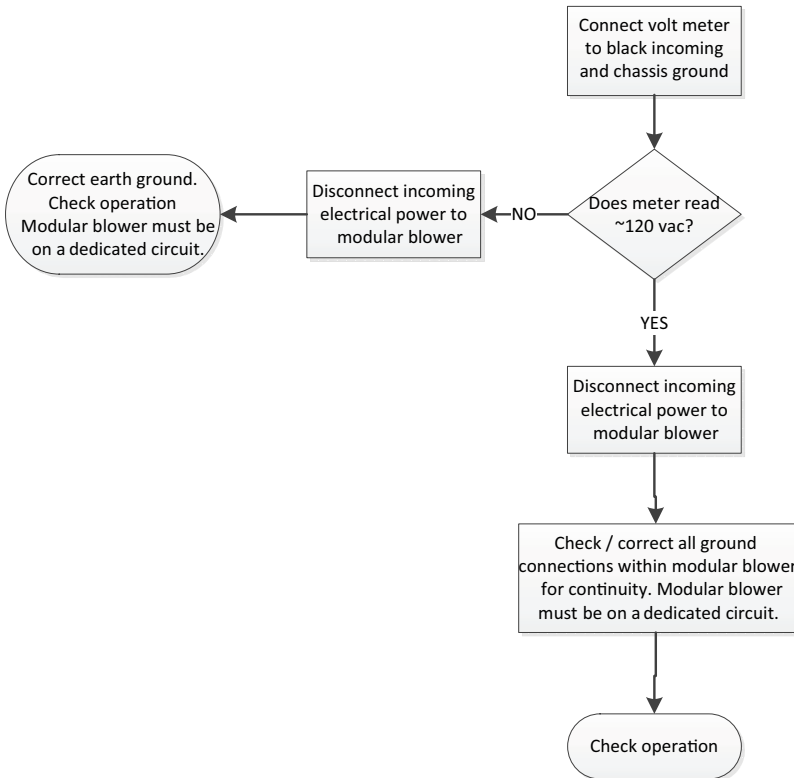 Connect volt meter
to black incoming
and chassis ground
Does meter read
~120 vac?
NO
Disconnect incoming
electrical power to
modular blower
Correct earth ground.
Check operation
Modular blower must be
on a dedicated circuit.
YES
Disconnect incoming
electrical power to
modular blower
Check / correct all ground
connections within modular blower
for continuity. Modular blower
must be on a dedicated circuit.
Check operation